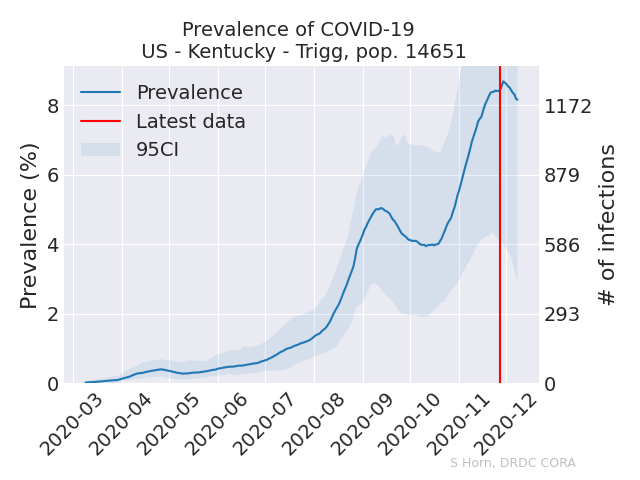 Prevalence of COVID-19
US - Kentucky - Trigg, pop. 14651
Prevalence
Latest data
95CI
Prevalence (%)
8
6
4
2
0
1172
879
586
293
0
# of infections
2020-03
2020-04
2020-05
2020-06
2020-07
2020-08
2020-09
2020-10
2020-11
2020-12
S Horn, DRDC CORA